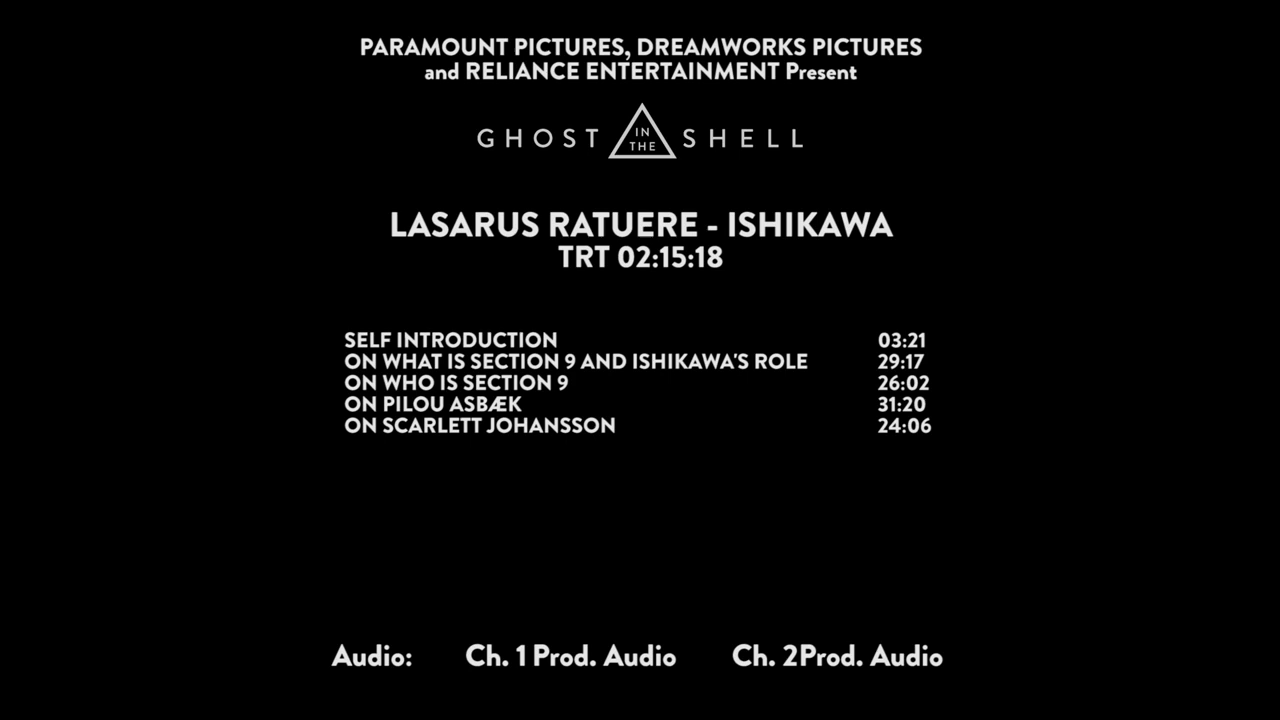 PARAMOUNT PICTURES, DREAMWORKS PICTURES
and RELIANCE ENTERTAINMENT Present
GHOST IN THE SHELL
LASARUS RATUERE - ISHIKAWA
TRT 02:15:18
SELF INTRODUCTION 03:21
ON WHAT IS SECTION 9 AND ISHIKAWA'S ROLE 29:17
ON WHO IS SECTION 9 26:02
ON PILOU ASBÆK 31:20
ON SCARLETT JOHANSSON 24:06
Audio: Ch. 1 Prod. Audio Ch. 2Prod. Audio